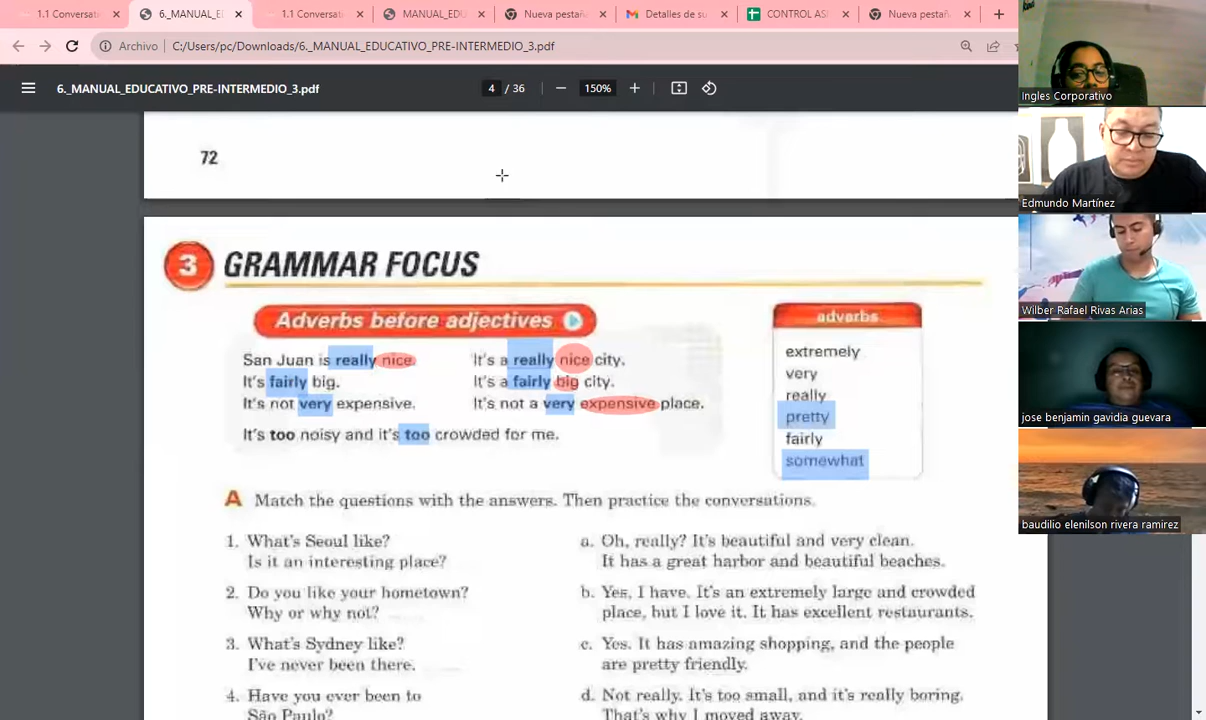 1.1 Conversat
6._MANUAL_E
1.1 Conversat
MANUAL_EDU
Nueva pestañ
Detalles de su
CONTROL ASI
Nueva pestañ
Archivo C:/Users/pc/Downloads/6._MANUAL_EDUCATIVO_PRE-INTERMEDIO_3.pdf
6._MANUAL_EDUCATIVO_PRE-INTERMEDIO_3.pdf
4 / 36
150%
72
3 GRAMMAR FOCUS
Adverbs before adjectives
San Juan is really nice.
It's a really nice city.
It's fairly big.
It's a fairly big city.
It's not very expensive.
It's not a very expensive place.
It's too noisy and it's too crowded for me.
adverbs
extremely
very
really
pretty
fairly
somewhat
A Match the questions with the answers. Then practice the conversations.
1. What's Seoul like?
Is it an interesting place?
2. Do you like your hometown?
Why or why not?
3. What's Sydney like?
I've never been there.
4. Have you ever been to
São Paulo?
a. Oh, really? It's beautiful and very clean.
It has a great harbor and beautiful beaches.
b. Yes, I have. It's an extremely large and crowded
place, but I love it. It has excellent restaurants.
c. Yes. It has amazing shopping, and the people
are pretty friendly.
d. Not really. It's too small, and it's really boring.
That's why I moved away.
Ingles Corporativo
Edmundo Martínez
Wilber Rafael Rivas Arias
jose benjamin gavidia guevara
baudilio elenilson rivera ramirez